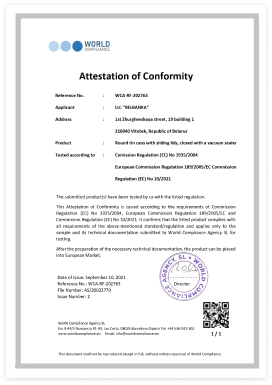 WORLD
COMPLIANCE
Attestation of Conformity
Reference No. : WCA-RF-202763
Applicant : LLC "BELBANKA"
Address : 1st Zhurghevskaya street, 19 building 1
210040 Vitebsk, Republic of Belarus
Product : Round tin cans with sliding lids, closed with a vacuum sealer
Tested according to : Comission Regulation (EC) No 1935/2004
European Commission Regulation 189/2005/EC Commission
Regulation (EC) No 10/2021
The submitted product(s) have been tested by us with the listed regulation.
This Attestation of Conformity is issued according to the requirements of Commission
Regulation (EC) No 1935/2004, European Commission Regulation 189/2005/EC and
Commission (EC) No 10/2021. It confirms that the listed product complies with
all requirements of the above-mentioned standard/regulation and applies only to the
sample and its technical documentation submitted to World Compliance Agency SL for
testing.
After the preparation of the necessary technical documentation, the product can be placed
into European Market.
WORLD COMPLIANCE AGENCY SL
Director
Date of issue: September 10, 2021
Reference No.: WCA-RF-202763
File Number: AS/20022770
Issue Number: 2
World Compliance Agency SL
1 / 1
This document shall not be reproduced except in full, without written approval of World Compliance.